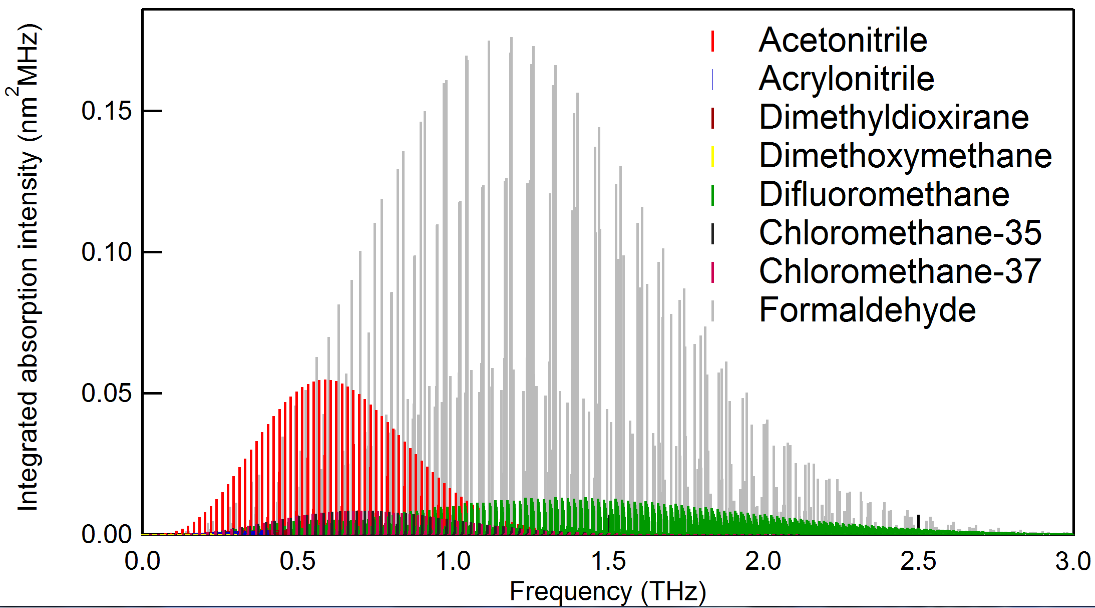 Integrated absorption intensity (nm2MHz)
0.15
0.10
0.05
0.00
0.0 0.5 1.0 1.5 2.0 2.5 3.0
Frequency (THz)
Acetonitrile
Acrylonitrile
Dimethyldioxirane
Dimethoxymethane
Difluoromethane
Chloromethane-35
Chloromethane-37
Formaldehyde